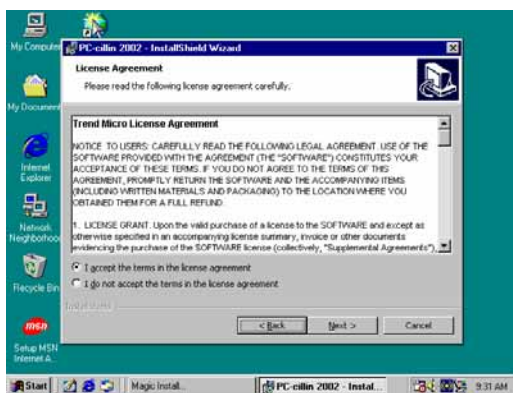 My Computer
PC-cillin 2002 - InstallShield Wizard
License Agreement
Please read the following license agreement carefully.
My Document
Trend Micro License Agreement
NOTICE TO USERS: CAREFULLY READ THE FOLLOWING LEGAL AGREEMENT. USE OF THE
SOFTWARE PROVIDED WITH THE AGREEMENT (THE "SOFTWARE") CONSTITUTES YOUR
ACCEPTANCE OF THESE TERMS. IF YOU DO NOT AGREE TO THE TERMS OF THIS
AGREEMENT, PROMPTLY RETURN THE SOFTWARE AND THE ACCOMPANYING ITEMS
(INCLUDING WRITTEN MATERIALS AND PACKAGING) TO THE LOCATION WHERE YOU
OBTAINED THEM FOR A FULL REFUND.
1. LICENSE GRANT. Upon the valid purchase of a license to the SOFTWARE and except as
otherwise specified in an accompanying license summary, invoice or other documents
evidencing the purchase of the SOFTWARE license (collectively, "Supplemental Agreements"),
Internet
Explorer
Network
Neighborhoo
I accept the terms in the license agreement
I do not accept the terms in the license agreement
Recycle Bin
InstallShield
< Back
Next >
Cancel
msn
Setup MSN
Internet A...
Start
Magic Install...
PC-cillin 2002 - Instal...
9:31 AM